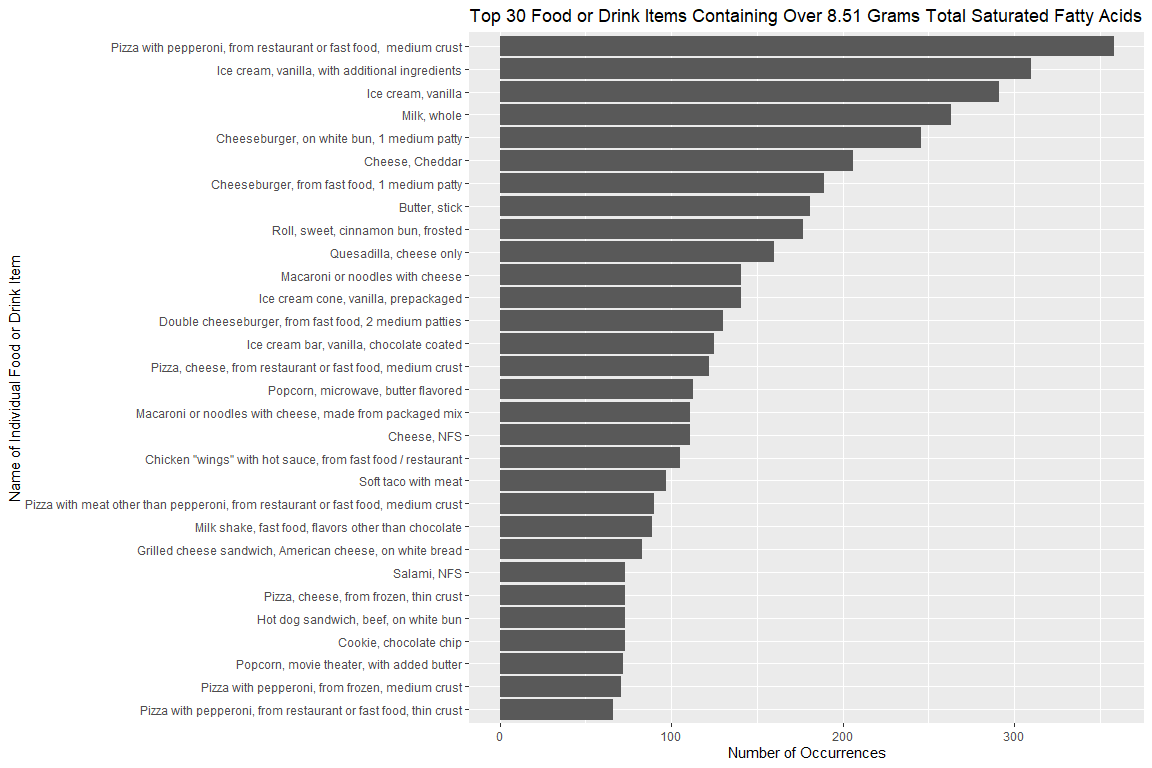 Top 30 Food or Drink Items Containing Over 8.51 Grams Total Saturated Fatty Acids
Name of Individual Food or Drink Item
Pizza with pepperoni, from restaurant or fast food,  medium crust
Ice cream, vanilla, with additional ingredients
Ice cream, vanilla
Milk, whole
Cheeseburger, on white bun, 1 medium patty
Cheese, Cheddar
Cheeseburger, from fast food, 1 medium patty
Butter, stick
Roll, sweet, cinnamon bun, frosted
Quesadilla, cheese only
Macaroni or noodles with cheese
Ice cream cone, vanilla, prepackaged
Double cheeseburger, from fast food, 2 medium patties
Ice cream bar, vanilla, chocolate coated
Pizza, cheese, from restaurant or fast food, medium crust
Popcorn, microwave, butter flavored
Macaroni or noodles with cheese, made from packaged mix
Cheese, NFS
Chicken "wings" with hot sauce, from fast food / restaurant
Soft taco with meat
Pizza with meat other than pepperoni, from restaurant or fast food, medium crust
Milk shake, fast food, flavors other than chocolate
Grilled cheese sandwich, American cheese, on white bread
Salami, NFS
Pizza, cheese, from frozen, thin crust
Hot dog sandwich, beef, on white bun
Cookie, chocolate chip
Popcorn, movie theater, with added butter
Pizza with pepperoni, from frozen, medium crust
Pizza with pepperoni, from restaurant or fast food, thin crust
0 100 200 300
Number of Occurrences